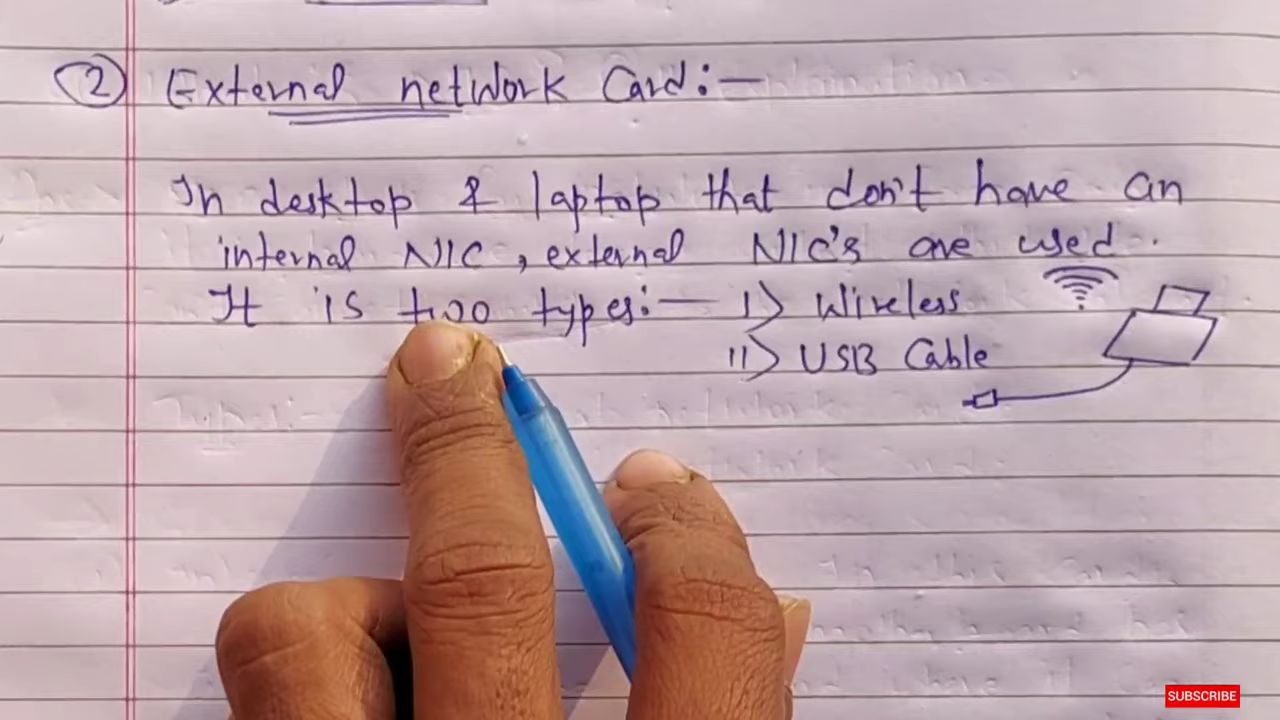 ② External network Card:-
In desktop & laptop that don't have an
internal NIC, external NIC's are used.
It is two types:- i> Wireless
ii> USB Cable
SUBSCRIBE